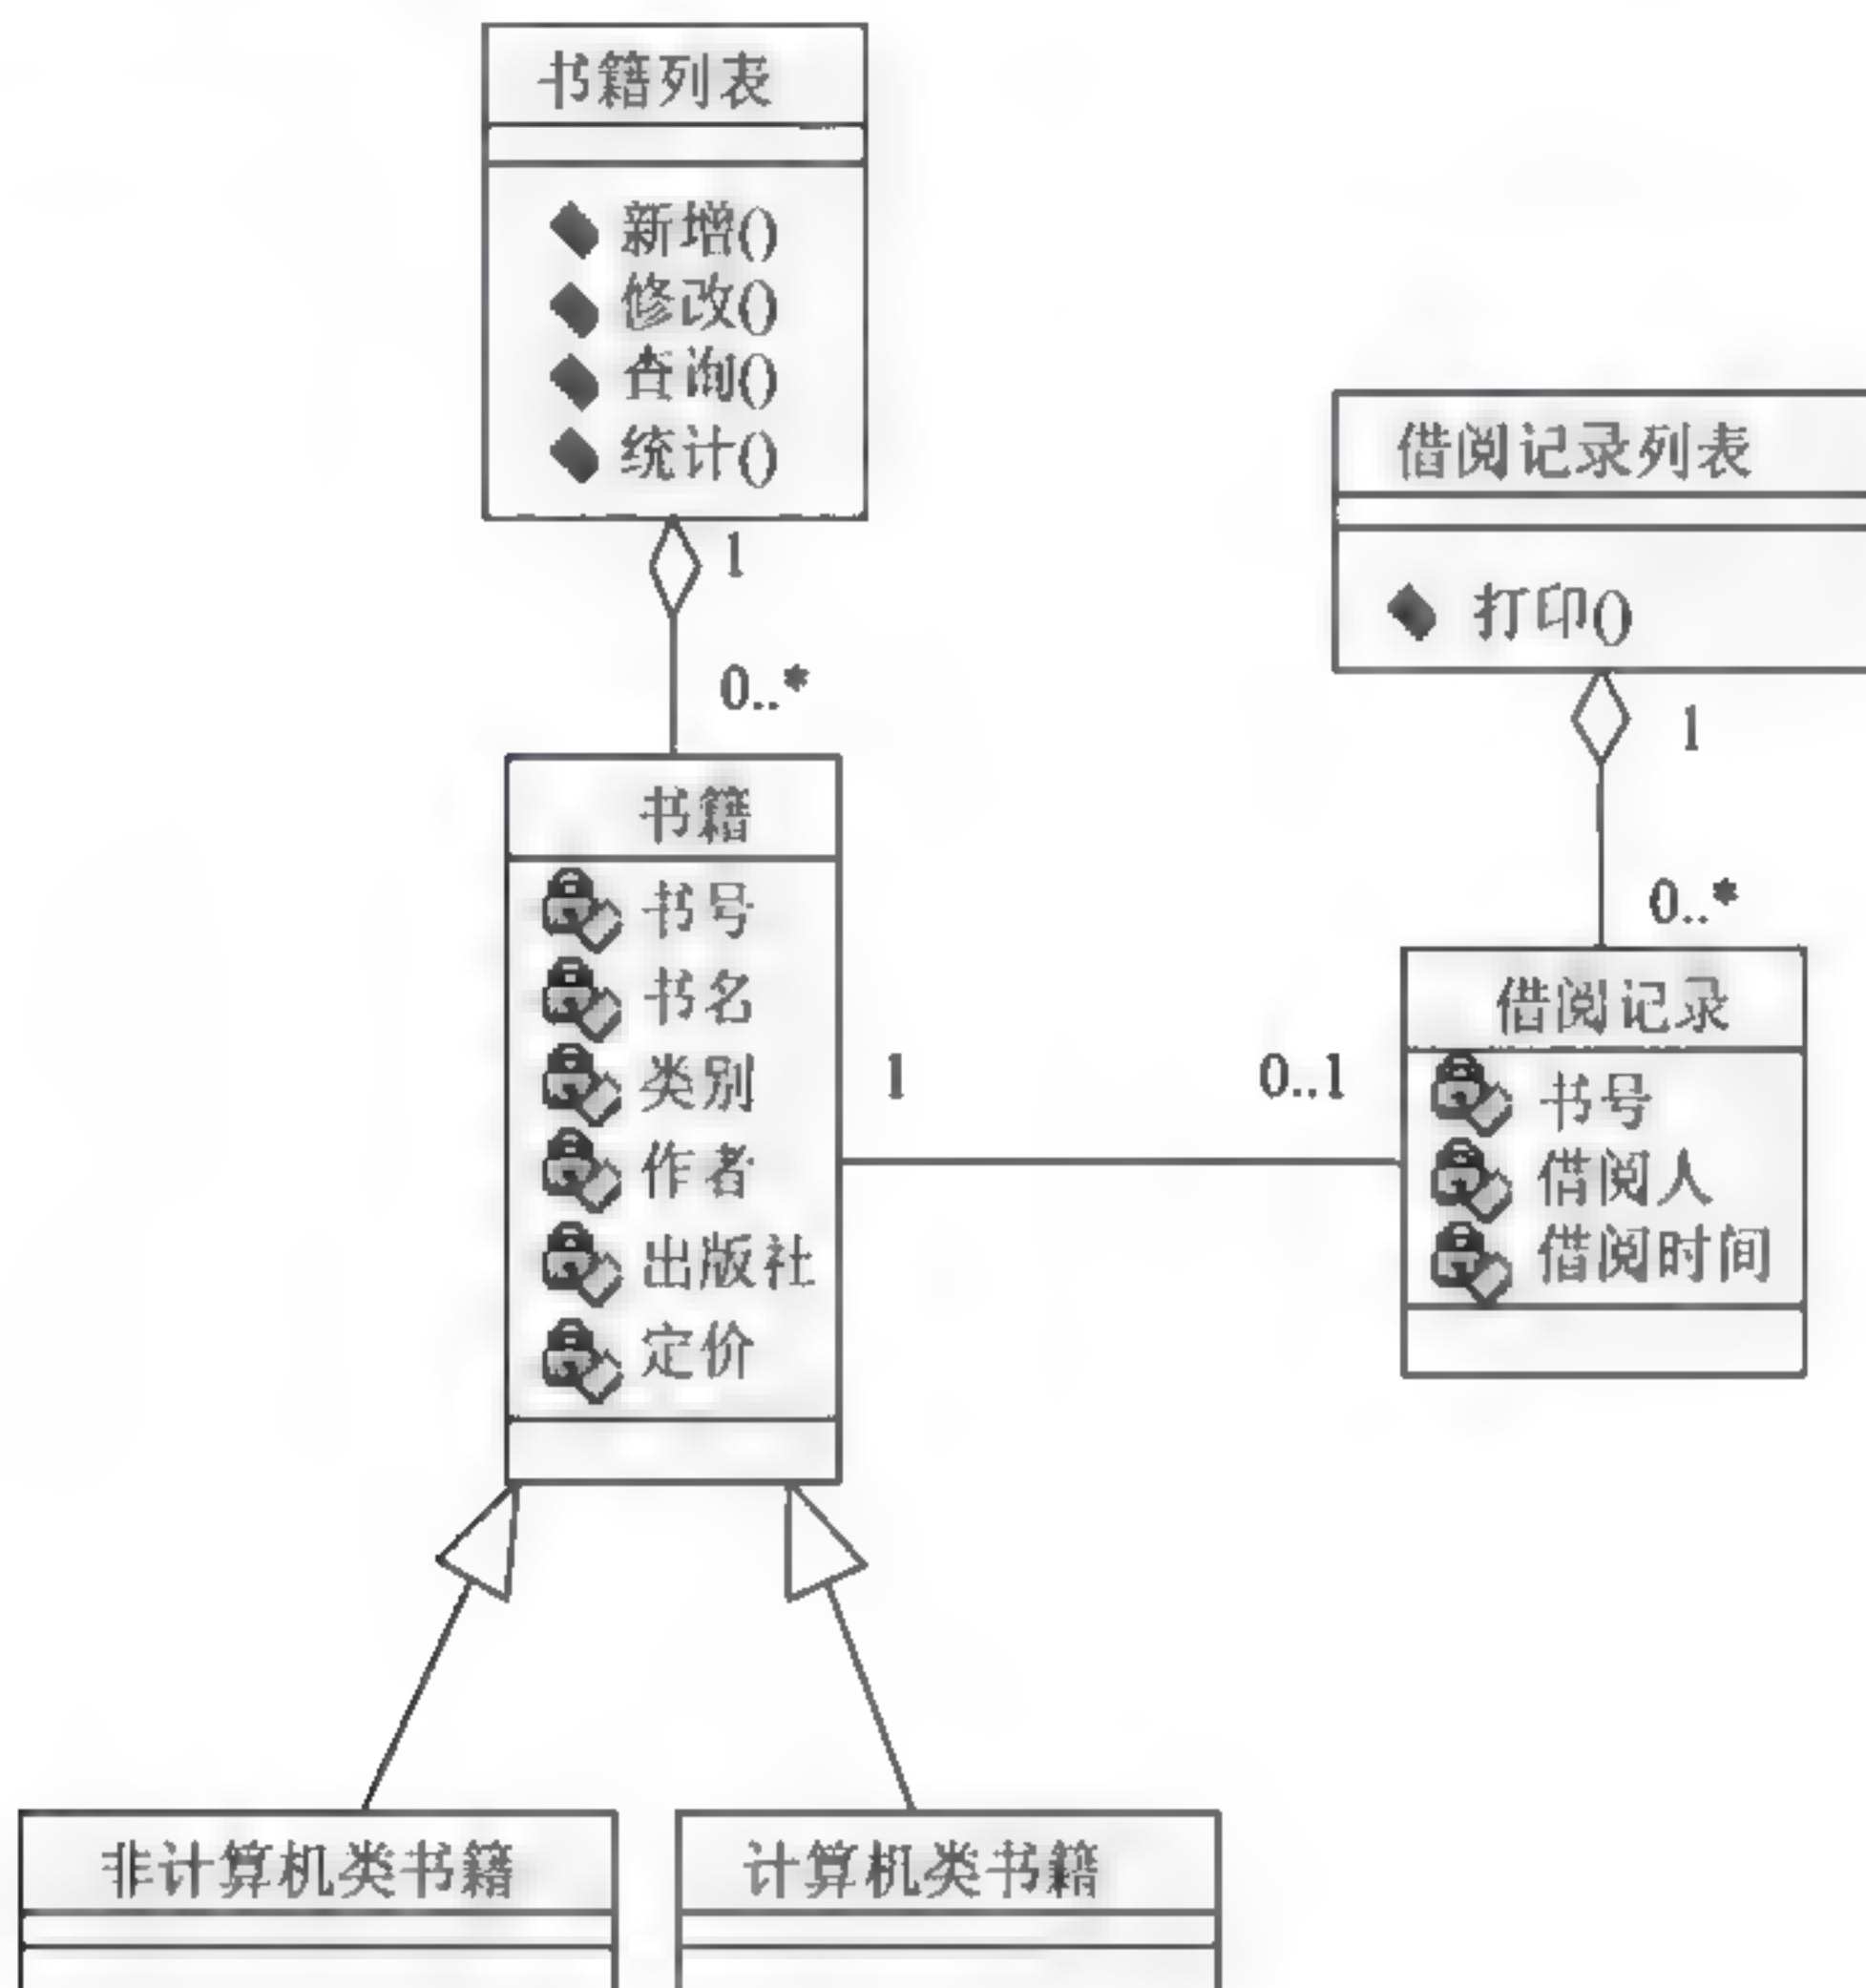 书籍列表
新增()
修改()
查询()
统计()
1
0..*
借阅记录列表
打印()
1
0..*
书籍
书号
书名
类别
作者
出版社
定价
1
0..1
借阅记录
书号
借阅人
借阅时间
非计算机类书籍
计算机类书籍